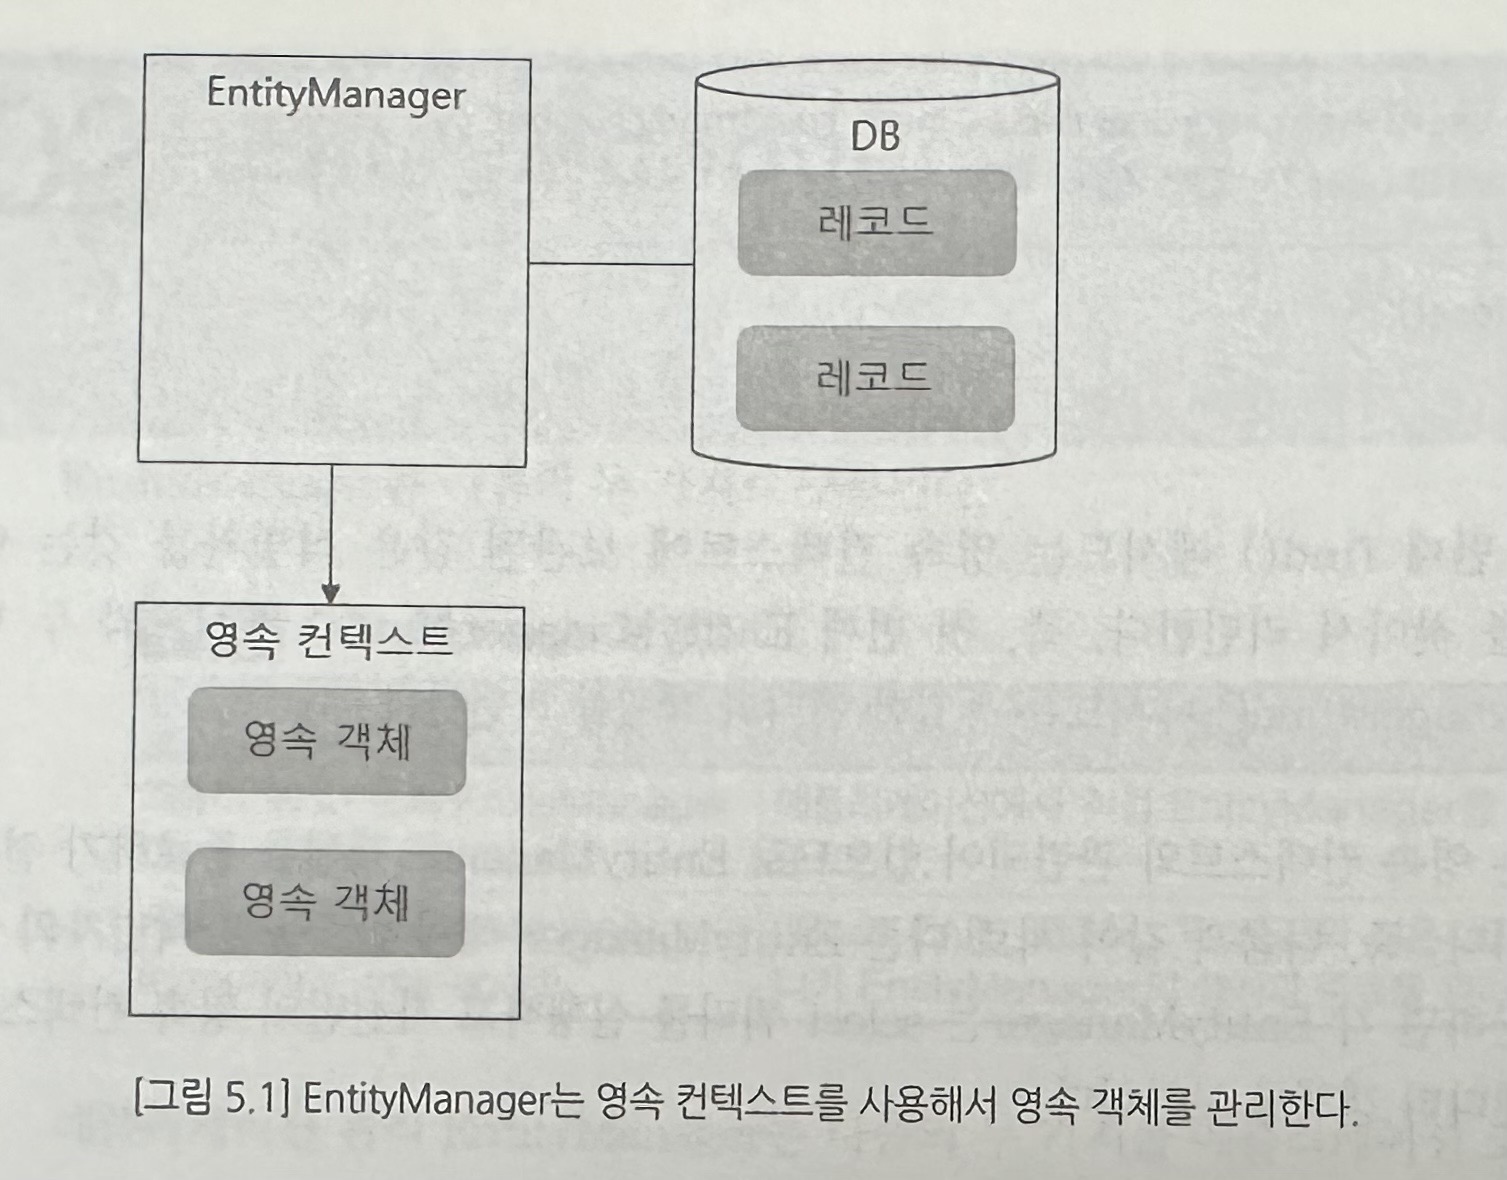 EntityManager
DB
레코드
레코드
영속 컨텍스트
영속 객체
영속 객체
[그림 5.1] EntityManager는 영속 컨텍스트를 사용해서 영속 객체를 관리한다.